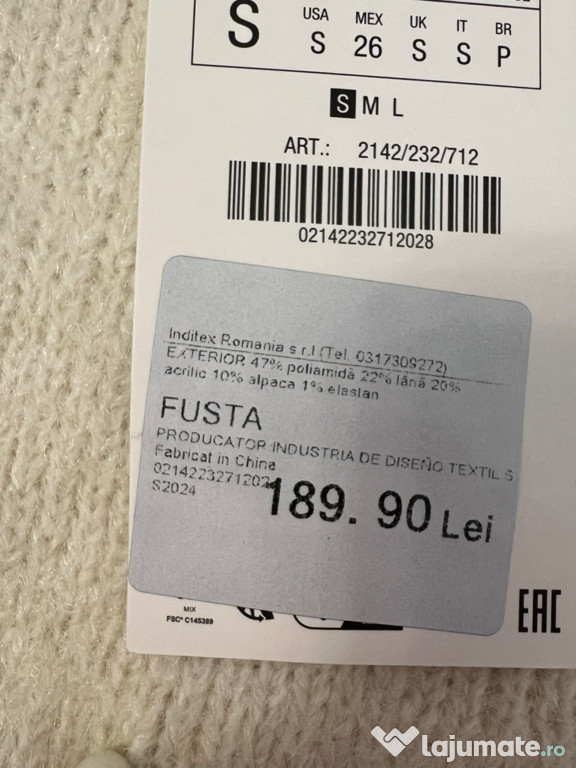 S
USA MEX UK IT BR
S 26 S S P
S M L
ART.: 2142/232/712
02142232712028
Inditex Romania s.r.l (Tel. 0317309272)
EXTERIOR 47% poliamidă 22% lână 20%
acrilic 10% alpaca 1% elastan
FUSTA
PRODUCATOR INDUSTRIA DE DISEÑO TEXTIL S
Fabricat in China
S2024
189. 90 Lei
MIX
FSC® C145389
EAC
lajumate.ro